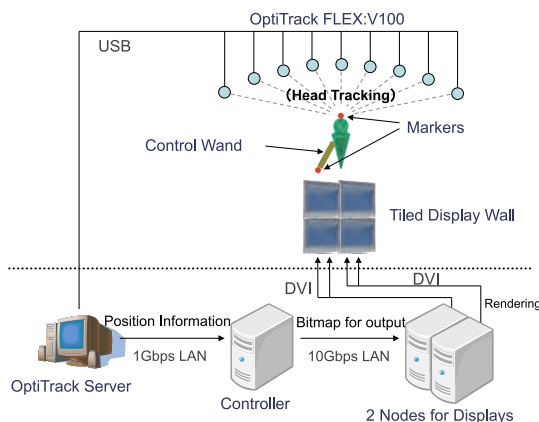 OptiTrack FLEX:V100
USB
(Head Tracking)
Markers
Control Wand
Tiled Display Wall
DVI
DVI
Rendering
Position Information
Bitmap for output
1Gbps LAN
10Gbps LAN
OptiTrack Server
Controller
2 Nodes for Displays